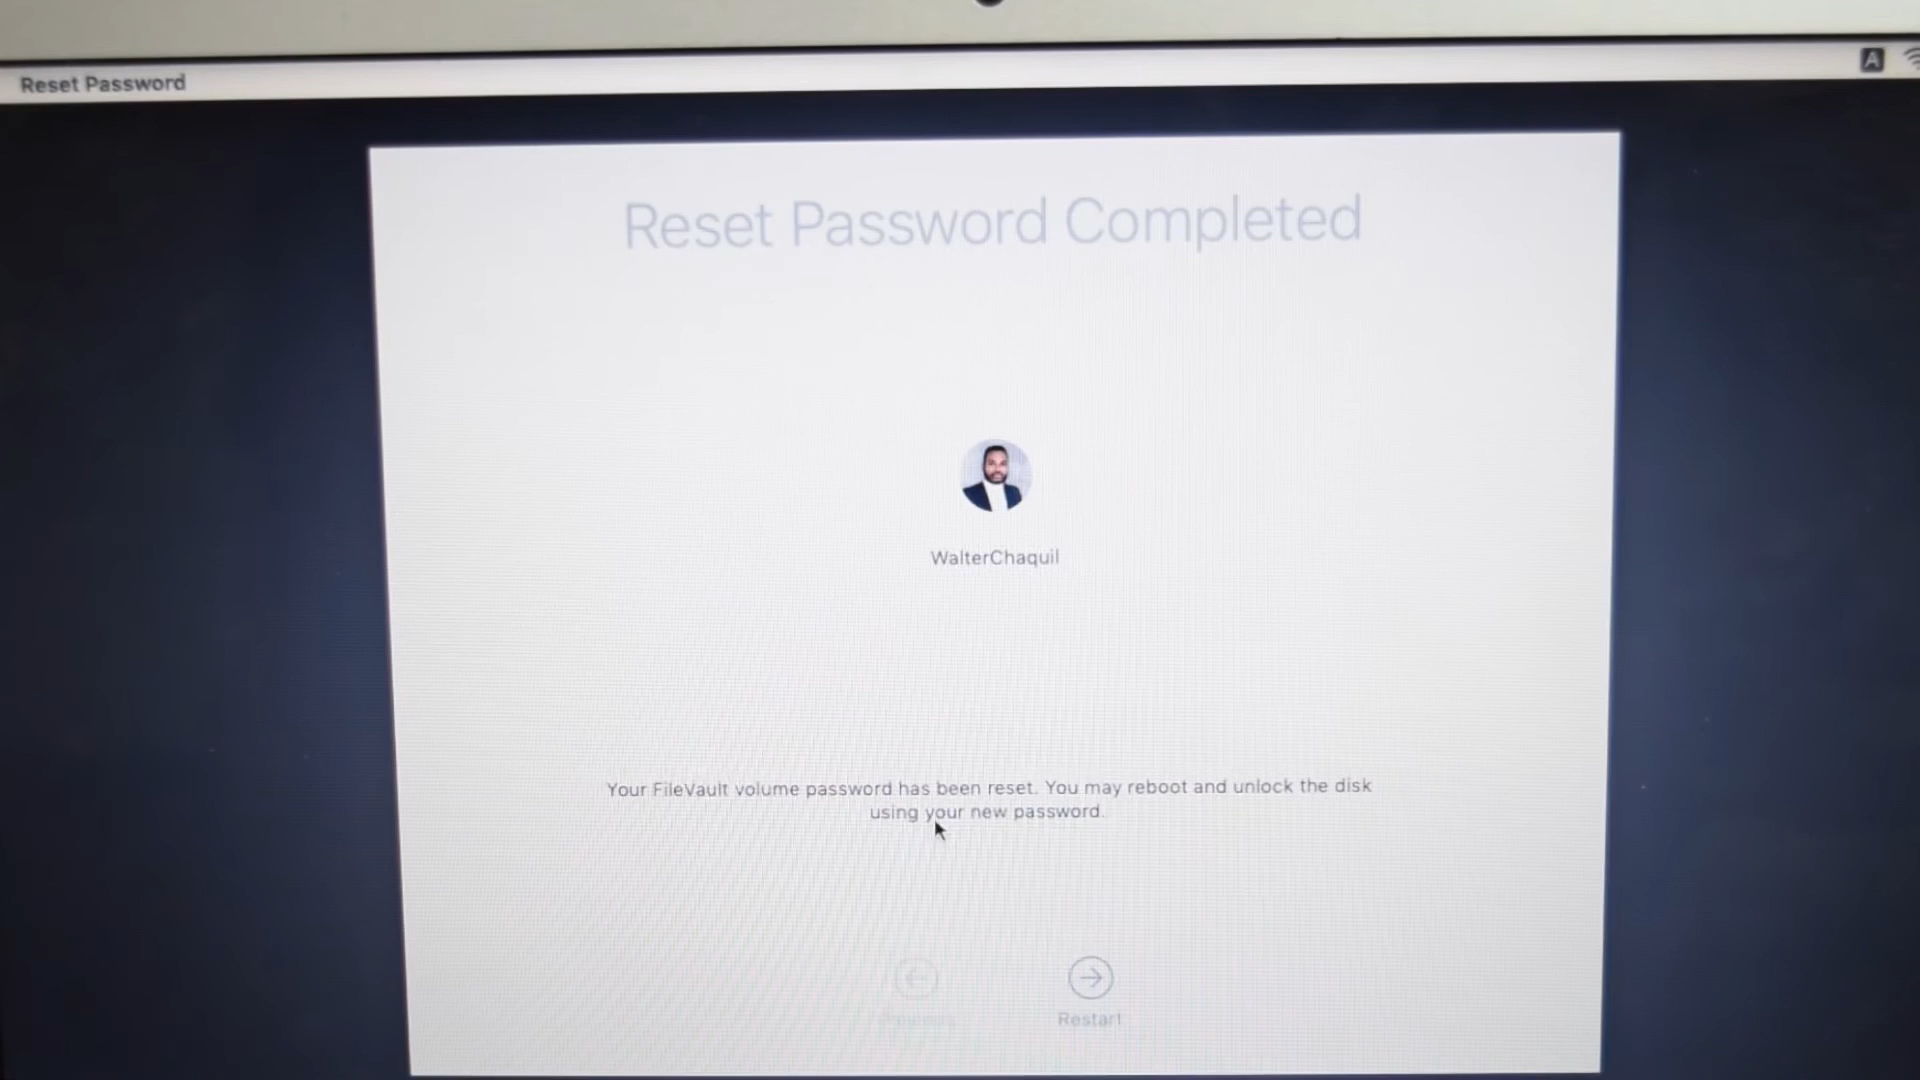 Reset Password
A
Reset Password Completed
WalterChaquil
Your FileVault volume password has been reset. You may reboot and unlock the disk
using your new password.
Restart